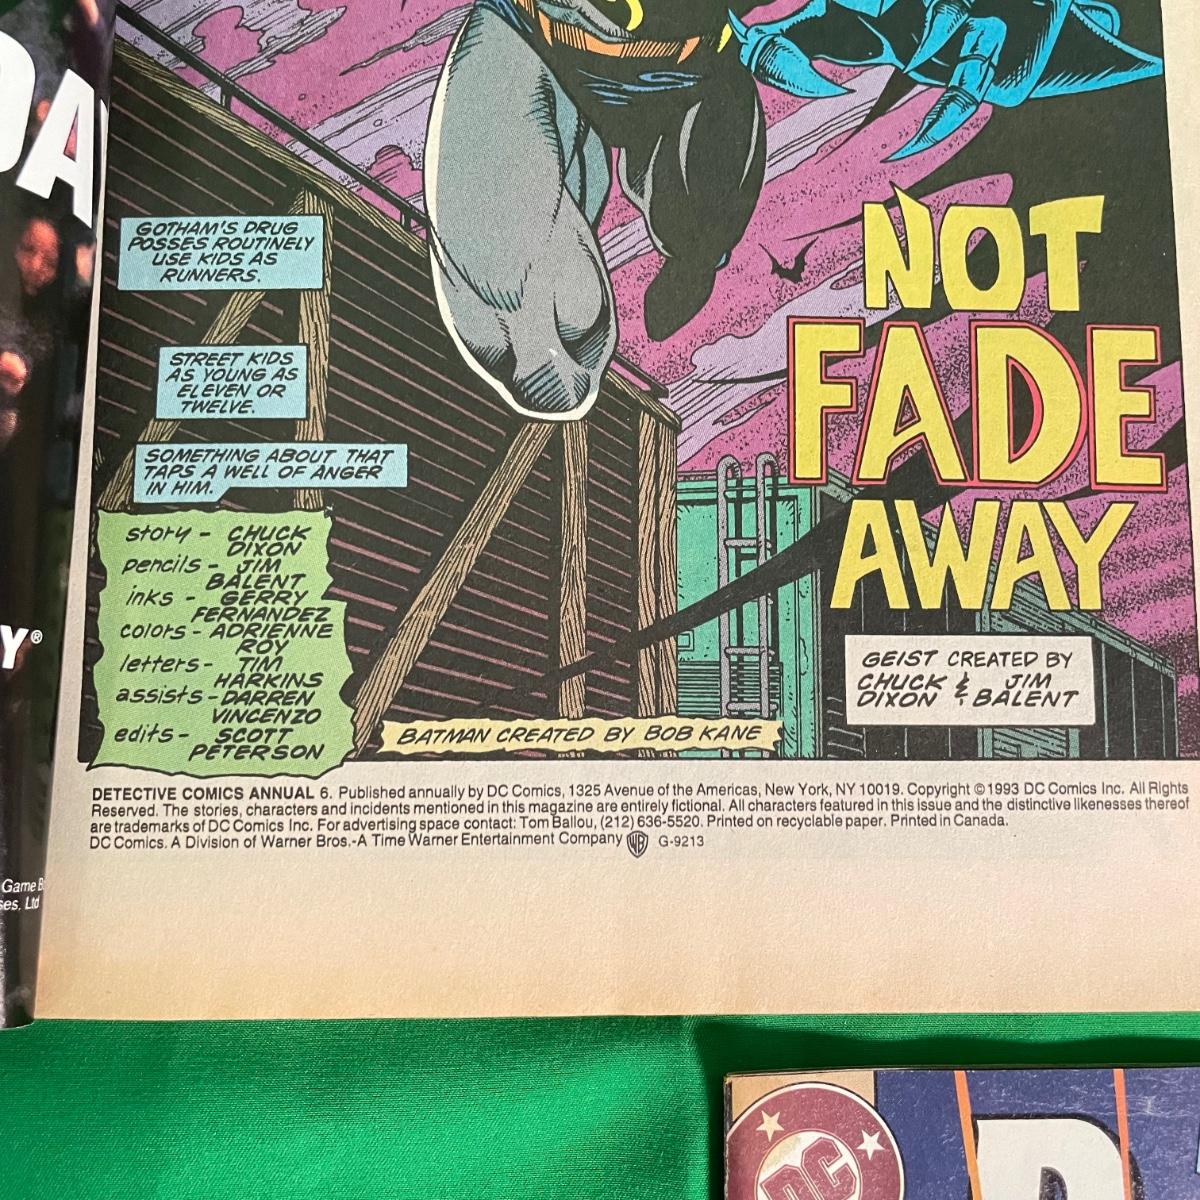 DAY
Y®
Game B
ses. Ltd
GOTHAM'S DRUG
POSSES ROUTINELY
USE KIDS AS
RUNNERS.
STREET KIDS
AS YOUNG AS
ELEVEN OR
TWELVE.
SOMETHING ABOUT THAT
TAPS A WELL OF ANGER
IN HIM.
NOT
FADE
AWAY
story - CHUCK
DIXON
pencils - JIM
BALENT
inks - GERRY
FERNANDEZ
colors - ADRIENNE
ROY
letters - TIM
HARKINS
assists - DARREN
VINCENZO
edits - SCOTT
PETERSON
GEIST CREATED BY
CHUCK & JIM
DIXON BALENT
BATMAN CREATED BY BOB KANE
DETECTIVE COMICS ANNUAL 6. Published annually by DC Comics, 1325 Avenue of the Americas, New York, NY 10019. Copyright ©1993 DC Comics Inc. All Rights
Reserved. The stories, characters and incidents mentioned in this magazine are entirely fictional. All characters featured in this issue and the distinctive likenesses thereof
are trademarks of DC Comics Inc. For advertising space contact: Tom Ballou, (212) 636-5520. Printed on recyclable paper. Printed in Canada.
DC Comics. A Division of Warner Bros.-A Time Warner Entertainment Company WB G-9213
DC